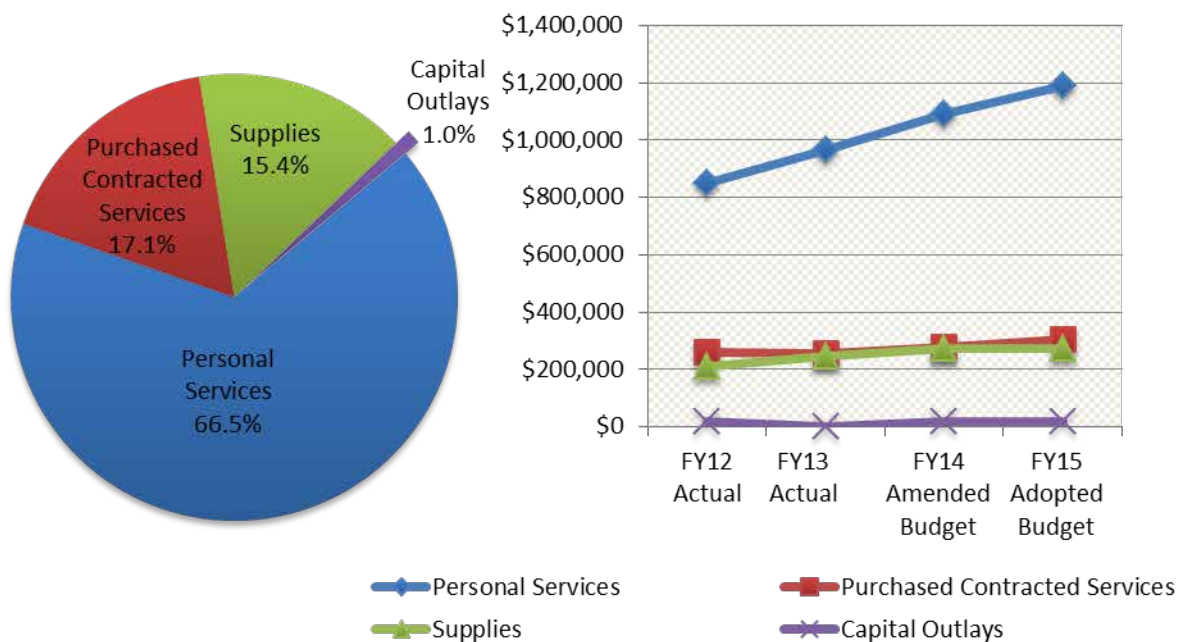 Capital
Outlays
1.0%
Supplies
15.4%
Purchased
Contracted
Services
17.1%
Personal
Services
66.5%
$1,400,000
$1,200,000
$1,000,000
$800,000
$600,000
$400,000
$200,000
$0
FY12
Actual
FY13
Actual
FY14
Amended
Budget
FY15
Adopted
Budget
Personal Services
Purchased Contracted Services
Supplies
Capital Outlays